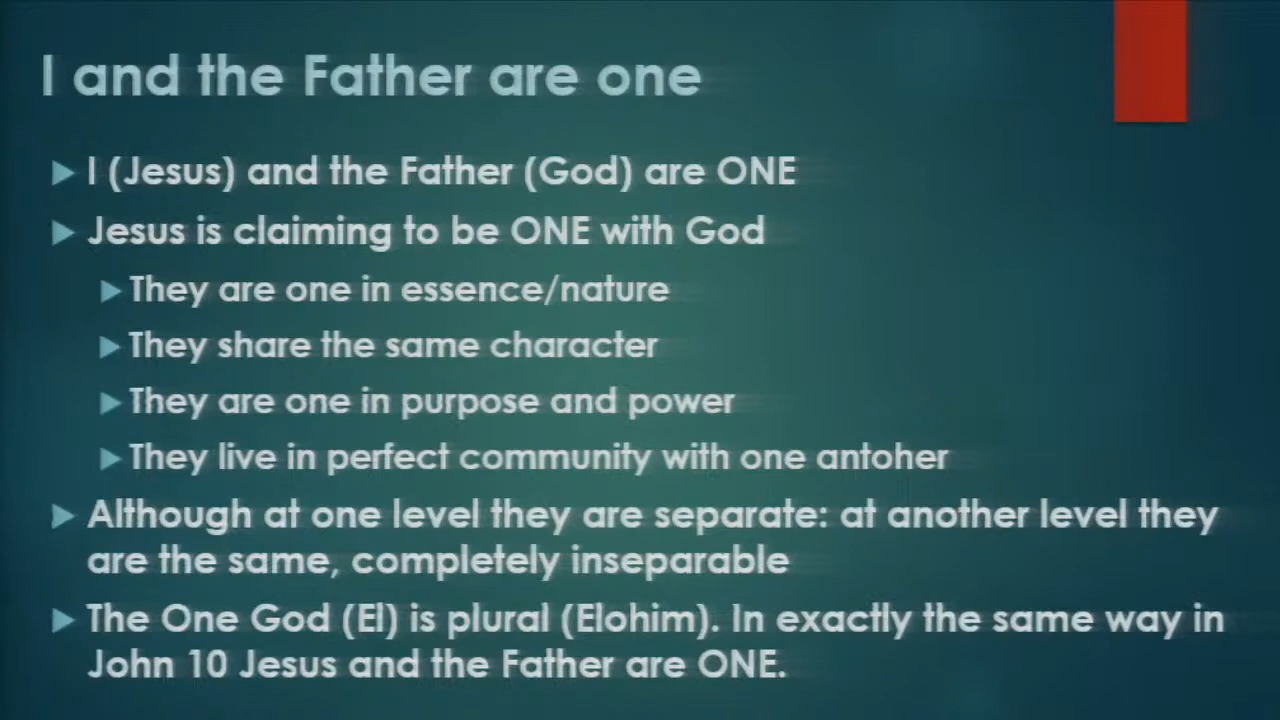 I and the Father are one
I (Jesus) and the Father (God) are ONE
Jesus is claiming to be ONE with God
They are one in essence/nature
They share the same character
They are one in purpose and power
They live in perfect community with one antoher
Although at one level they are separate: at another level they
are the same, completely inseparable
The One God (El) is plural (Elohim). In exactly the same way in
John 10 Jesus and the Father are ONE.